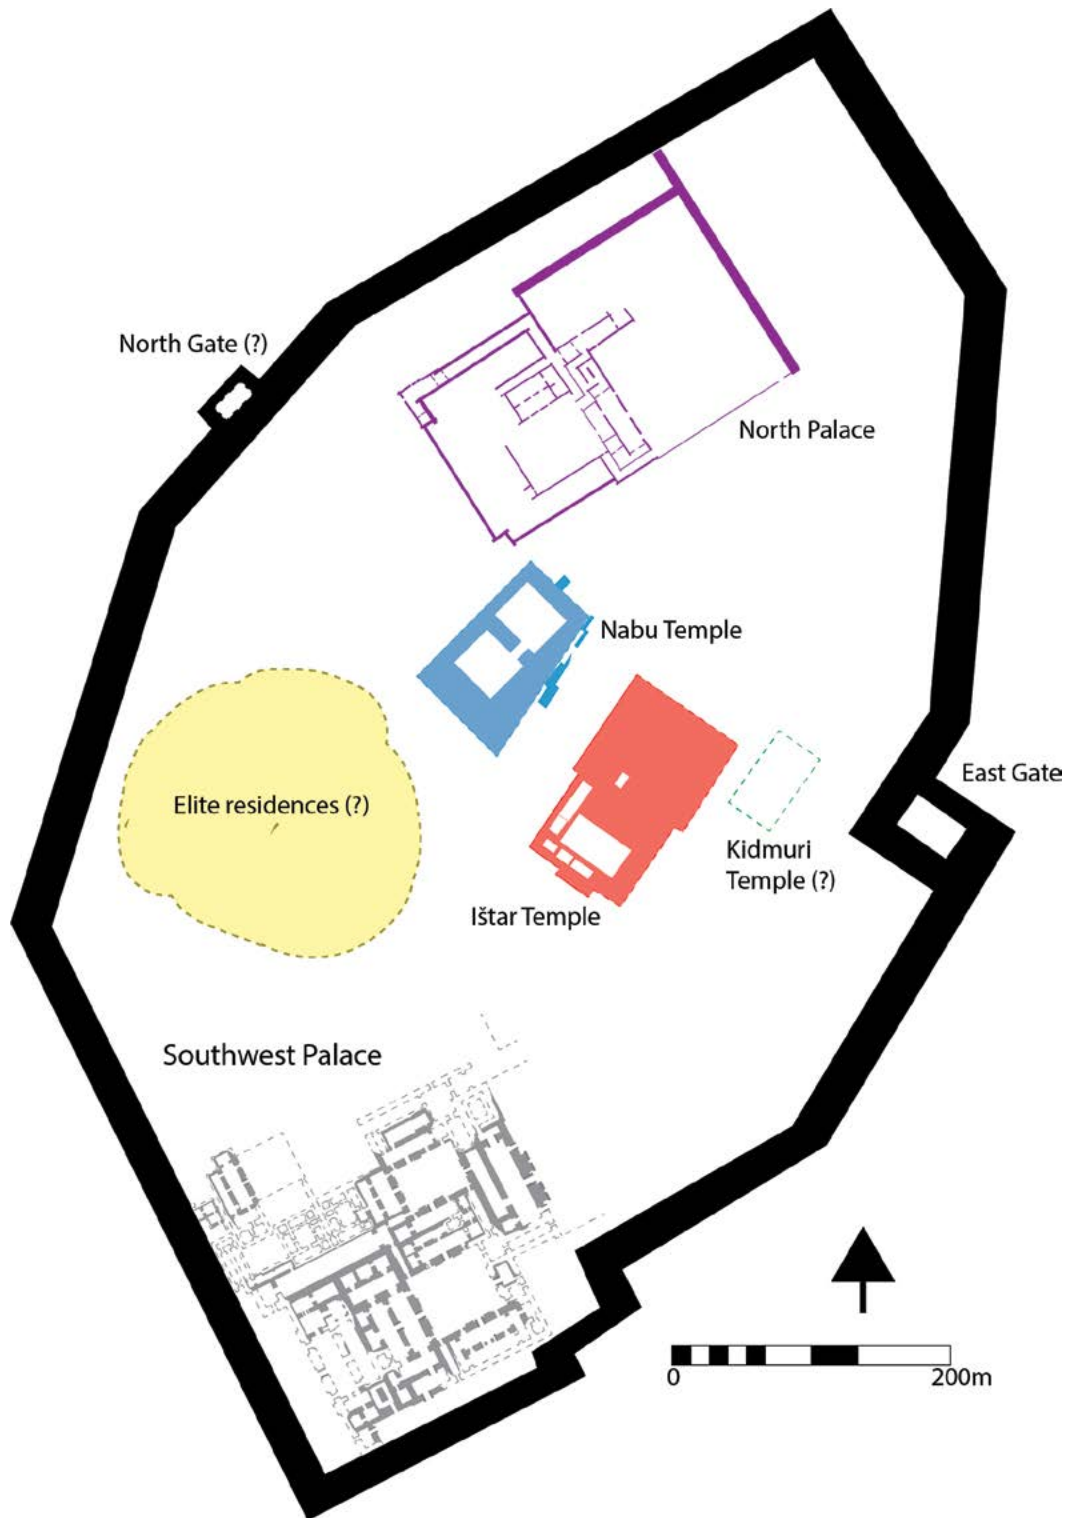 North Gate (?)
North Palace
Nabu Temple
East Gate
Elite residences (?)
Kidmuri
Temple (?)
Ištar Temple
Southwest Palace
0
200m